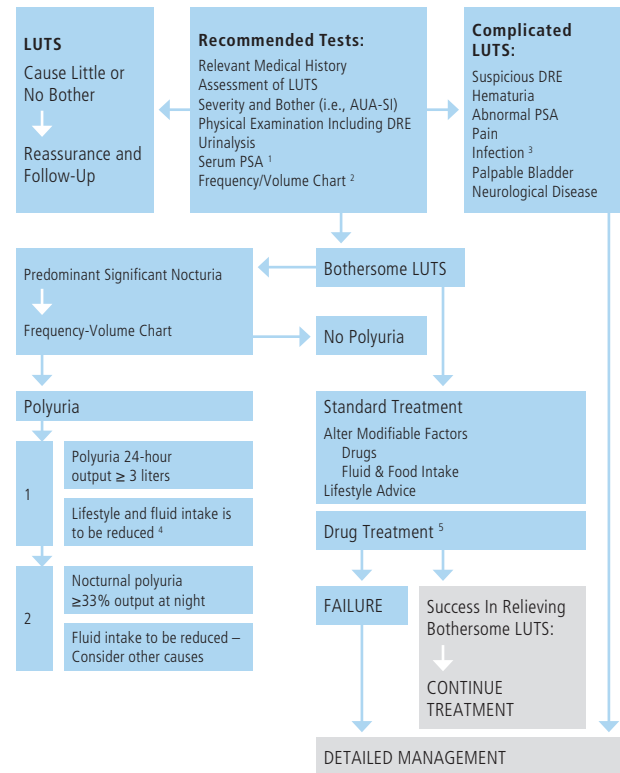 LUTS
Cause Little or
No Bother
Reassurance and
Follow-Up
Recommended Tests:
Relevant Medical History
Assessment of LUTS
Severity and Bother (i.e., AUA-SI)
Physical Examination Including DRE
Urinalysis
Serum PSA 1
Frequency/Volume Chart 2
Complicated
LUTS:
Suspicious DRE
Hematuria
Abnormal PSA
Pain
Infection 3
Palpable Bladder
Neurological Disease
Predominant Significant Nocturia
Frequency-Volume Chart
Bothersome LUTS
No Polyuria
Polyuria
1
Polyuria 24-hour
output ≥ 3 liters
Lifestyle and fluid intake is
to be reduced 4
2
Nocturnal polyuria
≥33% output at night
Fluid intake to be reduced –
Consider other causes
Standard Treatment
Alter Modifiable Factors
Drugs
Fluid & Food Intake
Lifestyle Advice
Drug Treatment 5
FAILURE
Success In Relieving
Bothersome LUTS:
CONTINUE
TREATMENT
DETAILED MANAGEMENT